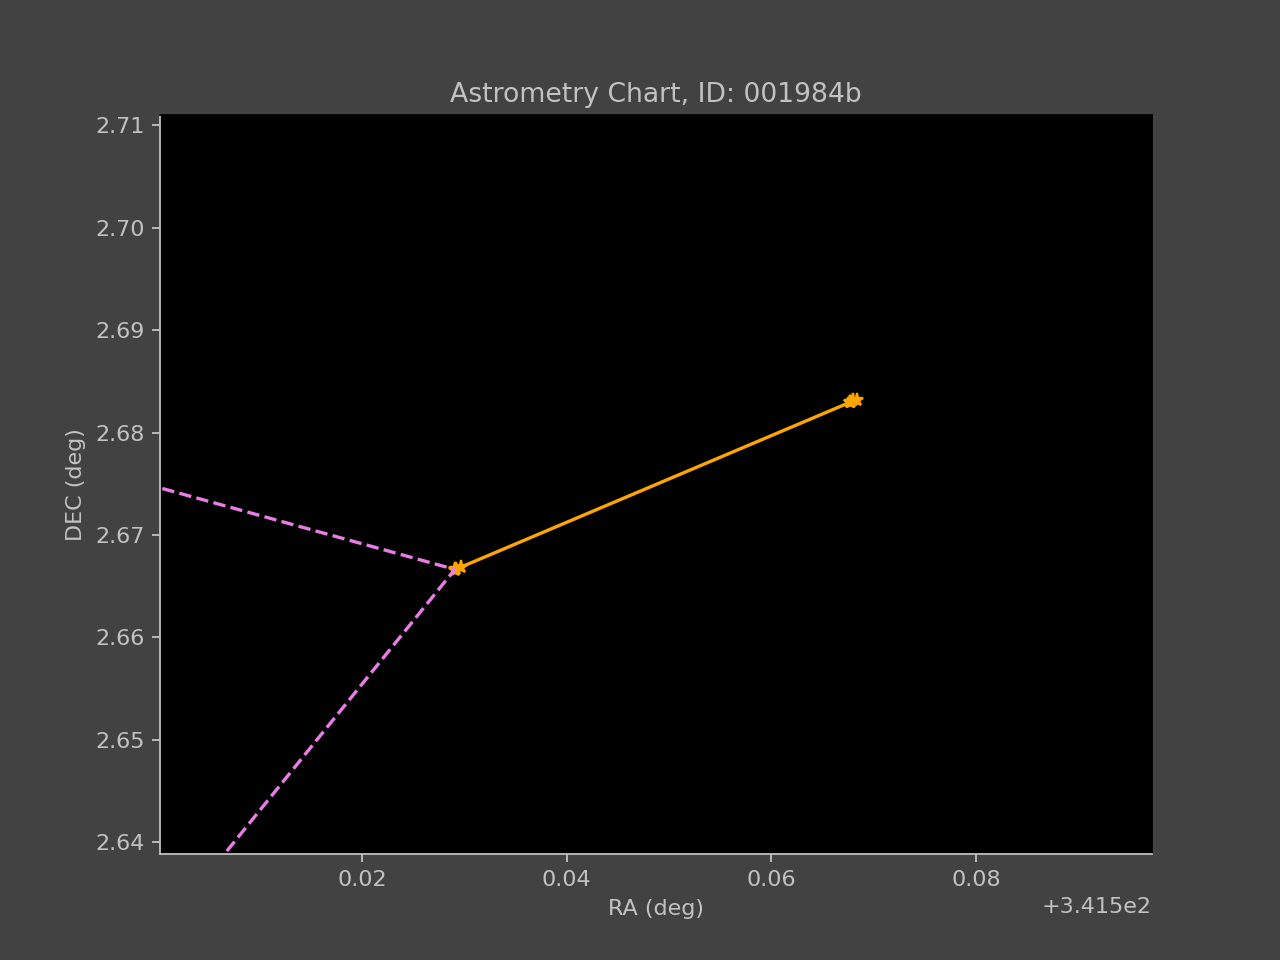 Astrometry Chart, ID: 001984b
2.71
2.70
2.69
2.68
2.67
2.66
2.65
2.64
DEC (deg)
0.02 0.04 0.06 0.08
RA (deg)
+3.415e2